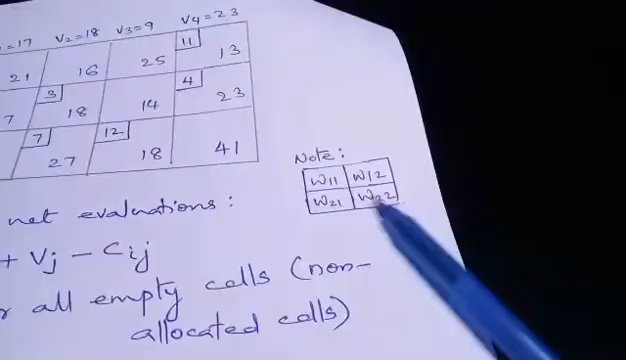 =17 V2=18 V3=9 V4=23
21 16 25 11 13
7 3 18 14 4 23
7 27 12 18 41
Note:
W11 W12
W21 W22
net evaluations:
+ Vj - Cij
all empty cells (non-
allocated cells)